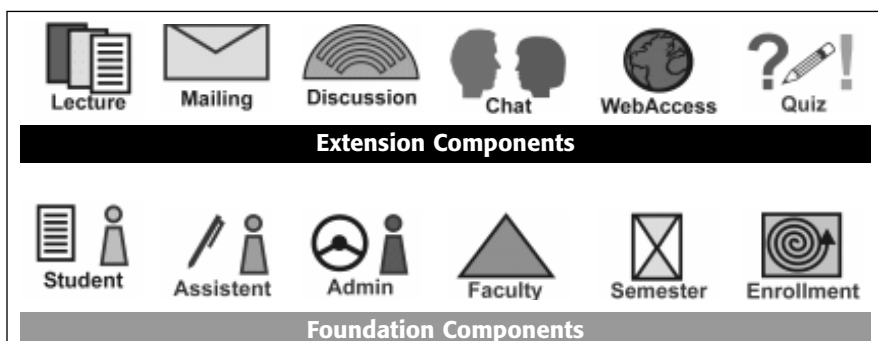 Lecture Mailing Discussion Chat WebAccess Quiz
Extension Components
Student Assistent Admin Faculty Semester Enrollment
Foundation Components